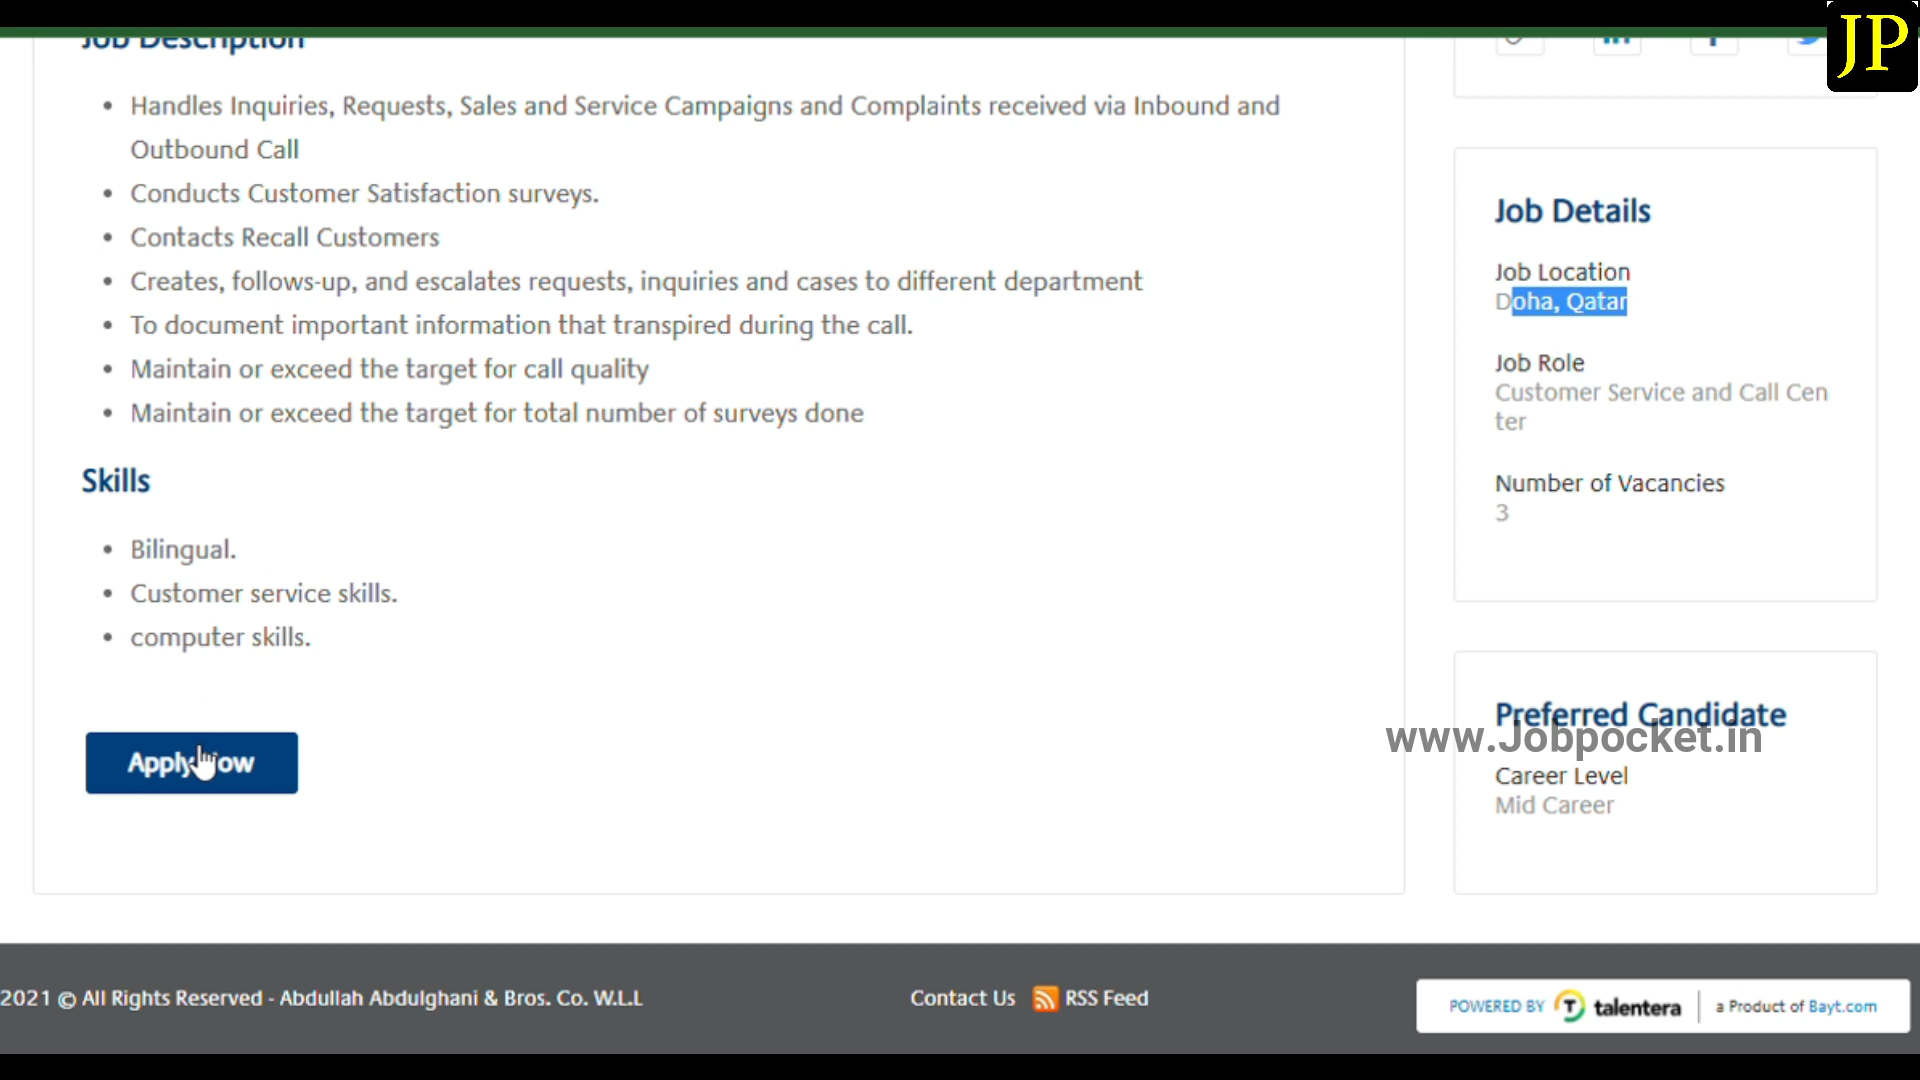 JP
Job Description
Handles Inquiries, Requests, Sales and Service Campaigns and Complaints received via Inbound and
Outbound Call
Conducts Customer Satisfaction surveys.
Contacts Recall Customers
Creates, follows-up, and escalates requests, inquiries and cases to different department
To document important information that transpired during the call.
Maintain or exceed the target for call quality
Maintain or exceed the target for total number of surveys done
Skills
Bilingual.
Customer service skills.
computer skills.
Apply Now
Job Details
Job Location
Doha, Qatar
Job Role
Customer Service and Call Cen
ter
Number of Vacancies
3
Preferred Candidate
www.Jobpocket.in
Career Level
Mid Career
2021 © All Rights Reserved - Abdullah Abdulghani & Bros. Co. W.L.L
Contact Us
RSS Feed
POWERED BY T talentera | a Product of Bayt.com